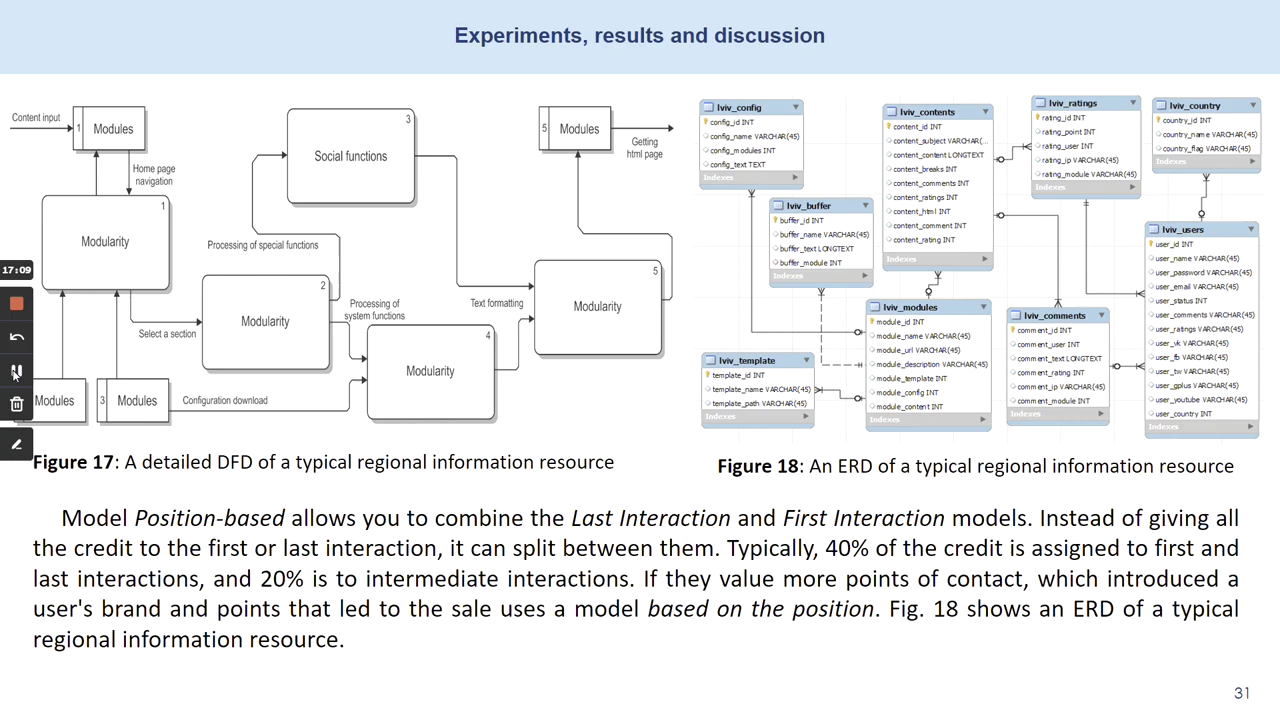 Experiments, results and discussion
Content input
1
Modules
Home page
navigation
1
Modularity
3
Social functions
Processing of special functions
2
Modularity
Select a section
Processing of
system functions
4
Modularity
Text formatting
5
Modularity
5
Modules
Getting
html page
Modules
3
Modules
Configuration download
17:09
lviv_config
config_id INT
config_name VARCHAR(45)
config_modules INT
config_text TEXT
Indexes
lviv_buffer
buffer_id INT
buffer_name VARCHAR(45)
buffer_text LONGTEXT
buffer_module INT
Indexes
lviv_contents
content_id INT
content_subject VARCHAR(...
content_content LONGTEXT
content_breaks INT
content_comments INT
content_ratings INT
content_html INT
content_comment INT
content_rating INT
Indexes
lviv_ratings
rating_id INT
rating_point INT
rating_user INT
rating_ip VARCHAR(45)
rating_module VARCHAR(45)
Indexes
lviv_country
country_id INT
country_name VARCHAR(45)
country_flag VARCHAR(45)
Indexes
lviv_template
template_id INT
template_name VARCHAR(45)
template_path VARCHAR(45)
Indexes
lviv_modules
module_id INT
module_name VARCHAR(45)
module_url VARCHAR(45)
module_description VARCHAR(45)
module_template INT
module_config INT
module_content INT
Indexes
lviv_comments
comment_id INT
comment_user INT
comment_text LONGTEXT
comment_rating INT
comment_ip VARCHAR(45)
comment_module INT
Indexes
lviv_users
user_id INT
user_name VARCHAR(45)
user_password VARCHAR(45)
user_email VARCHAR(45)
user_status INT
user_comments VARCHAR(45)
user_ratings VARCHAR(45)
user_vk VARCHAR(45)
user_fb VARCHAR(45)
user_tw VARCHAR(45)
user_gplus VARCHAR(45)
user_youtube VARCHAR(45)
user_country INT
Indexes
Figure 17: A detailed DFD of a typical regional information resource
Figure 18: An ERD of a typical regional information resource
Model Position-based allows you to combine the Last Interaction and First Interaction models. Instead of giving all
the credit to the first or last interaction, it can split between them. Typically, 40% of the credit is assigned to first and
last interactions, and 20% is to intermediate interactions. If they value more points of contact, which introduced a
user's brand and points that led to the sale uses a model based on the position. Fig. 18 shows an ERD of a typical
regional information resource.
31